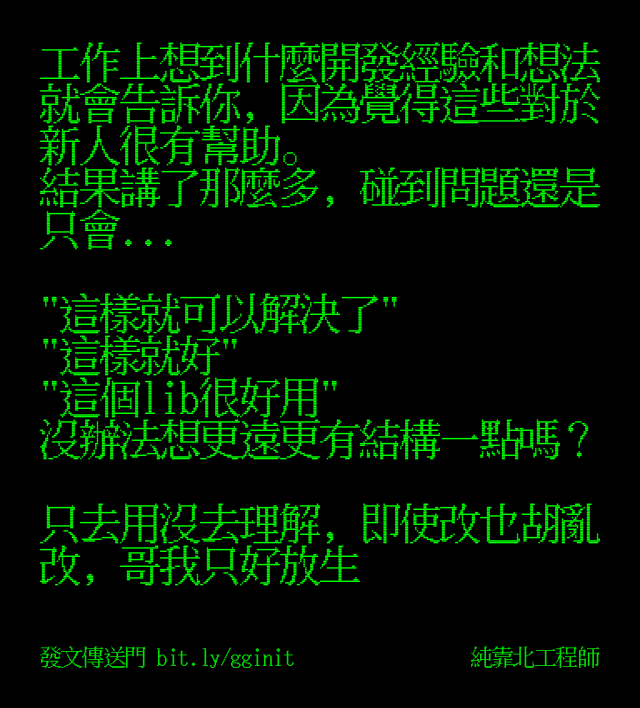 工作上想到什麼開發經驗和想法
就會告訴你，因為覺得這些對於
新人很有幫助。
結果講了那麼多，碰到問題還是
只會...
"這樣就可以解決了"
"這樣就好"
"這個lib很好用"
沒辦法想更遠更有結構一點嗎？
只去用沒去理解，即使改也胡亂
改，哥我只好放生
發文傳送門 bit.ly/gginit
純靠北工程師